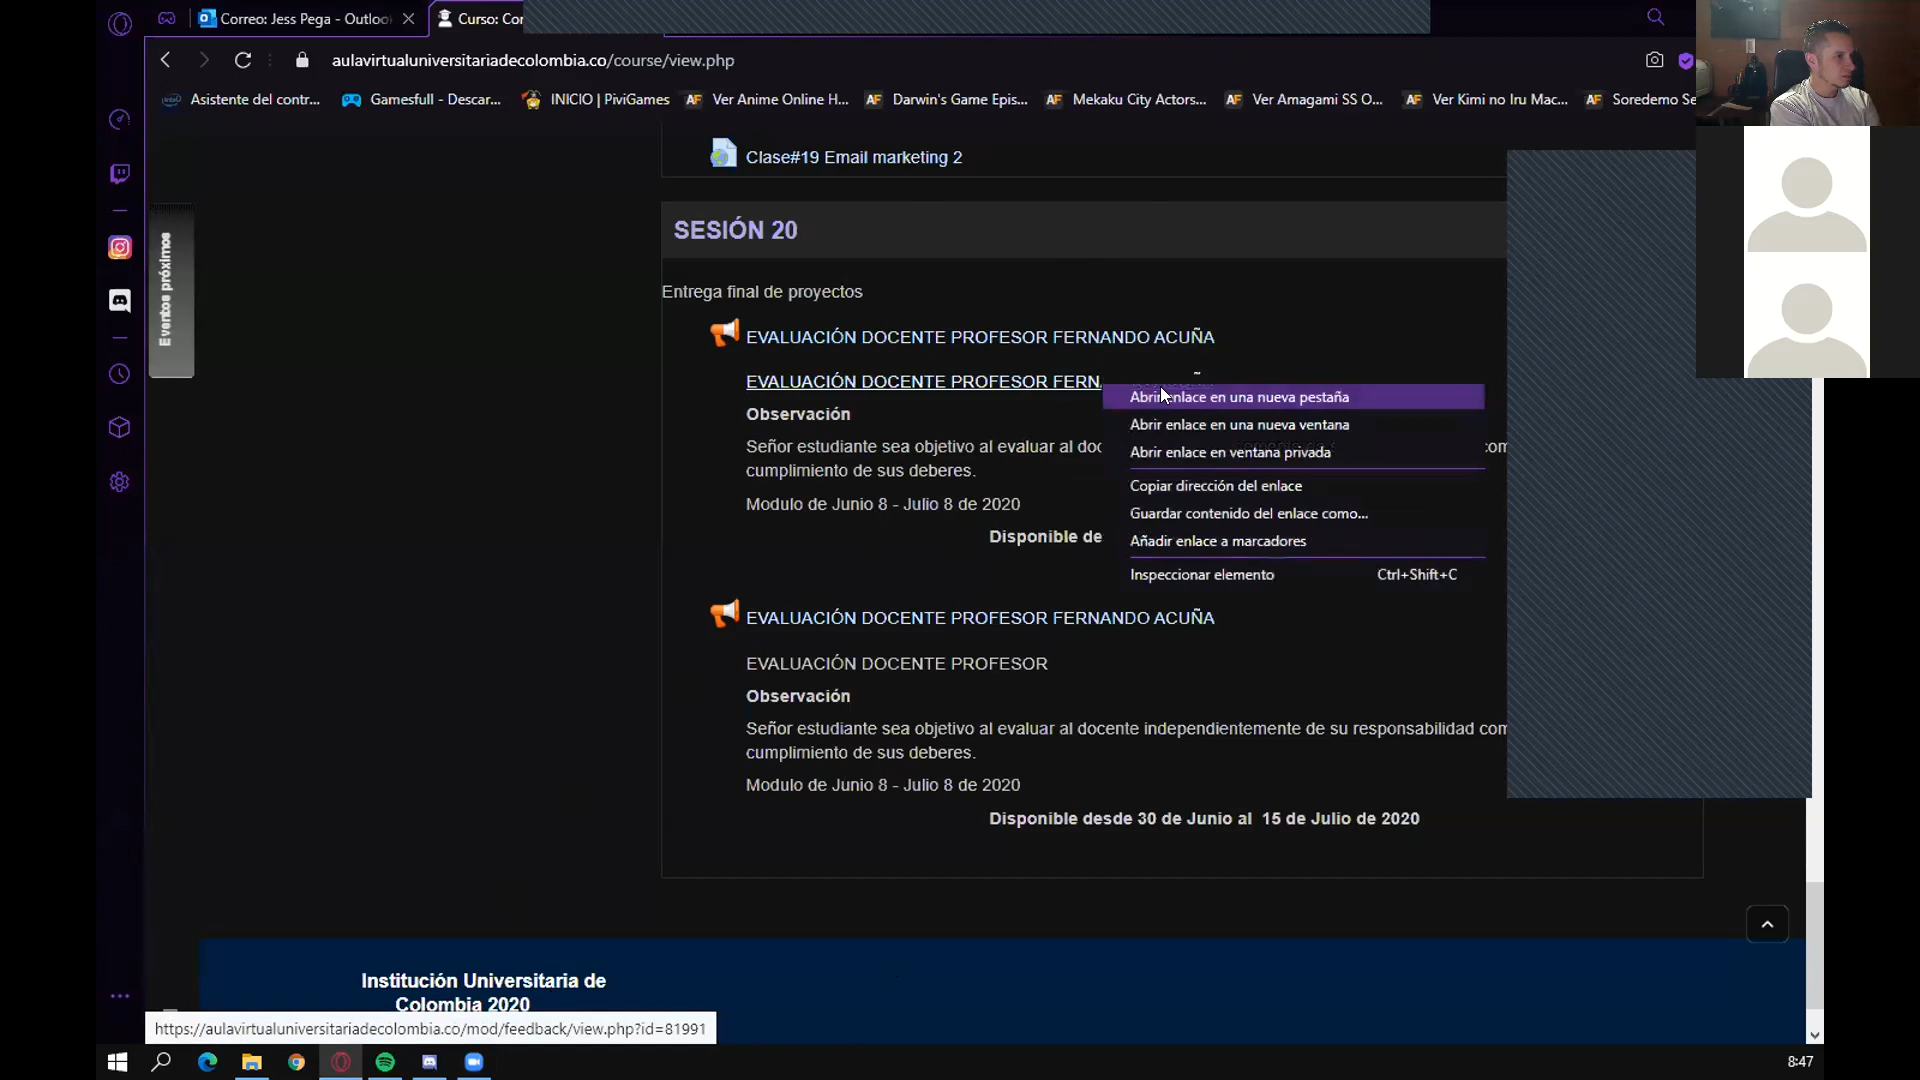 Correo: Jess Pega - Outloo
Curso: Cor
aulavirtualuniversitariadecolombia.co/course/view.php
Asistente del contr...
Gamesfull - Descar...
INICIO | PiviGames
AF Ver Anime Online H...
AF Darwin's Game Epis...
AF Mekaku City Actors...
AF Ver Amagami SS O...
AF Ver Kimi no Iru Mac...
AF Soredemo Se
Clase#19 Email marketing 2
Eventos próximos
SESIÓN 20
Entrega final de proyectos
EVALUACIÓN DOCENTE PROFESOR FERNANDO ACUÑA
EVALUACIÓN DOCENTE PROFESOR FERN
Observación
Señor estudiante sea objetivo al evaluar al doc
com
cumplimiento de sus deberes.
Modulo de Junio 8 - Julio 8 de 2020
Disponible de
Abrir enlace en una nueva pestaña
Abrir enlace en una nueva ventana
Abrir enlace en ventana privada
Copiar dirección del enlace
Guardar contenido del enlace como...
Añadir enlace a marcadores
Inspeccionar elemento Ctrl+Shift+C
EVALUACIÓN DOCENTE PROFESOR FERNANDO ACUÑA
EVALUACIÓN DOCENTE PROFESOR
Observación
Señor estudiante sea objetivo al evaluar al docente independientemente de su responsabilidad com
cumplimiento de sus deberes.
Modulo de Junio 8 - Julio 8 de 2020
Disponible desde 30 de Junio al 15 de Julio de 2020
Institución Universitaria de
Colombia 2020
https://aulavirtualuniversitariadecolombia.co/mod/feedback/view.php?id=81991
8:47